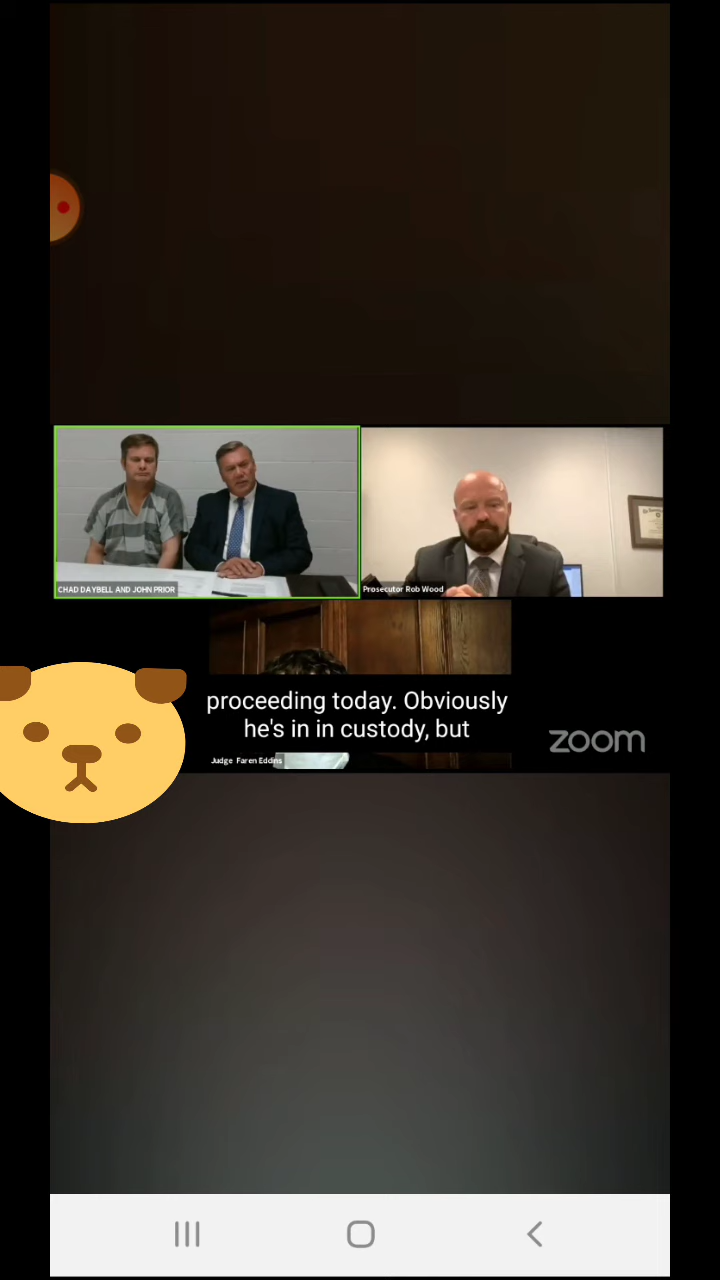 CHAD DAYBELL AND JOHN PRIOR
Prosecutor Rob Wood
proceeding today. Obviously
he's in in custody, but
zoom
Judge Faren Eddins